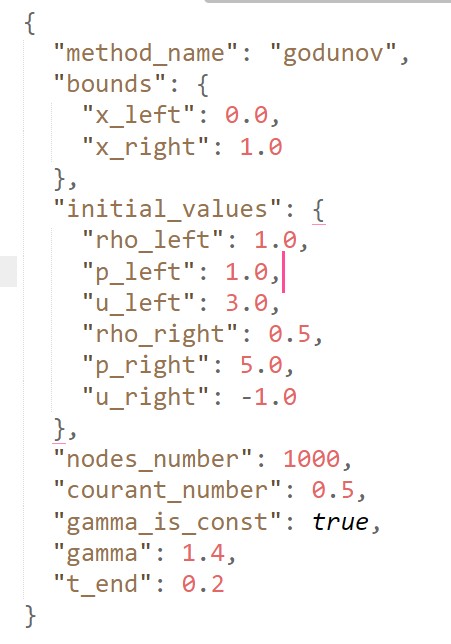 {
"method_name": "godunov",
"bounds": {
"x_left": 0.0,
"x_right": 1.0
},
"initial_values": {
"rho_left": 1.0,
"p_left": 1.0,
"u_left": 3.0,
"rho_right": 0.5,
"p_right": 5.0,
"u_right": -1.0
},
"nodes_number": 1000,
"courant_number": 0.5,
"gamma_is_const": true,
"gamma": 1.4,
"t_end": 0.2
}